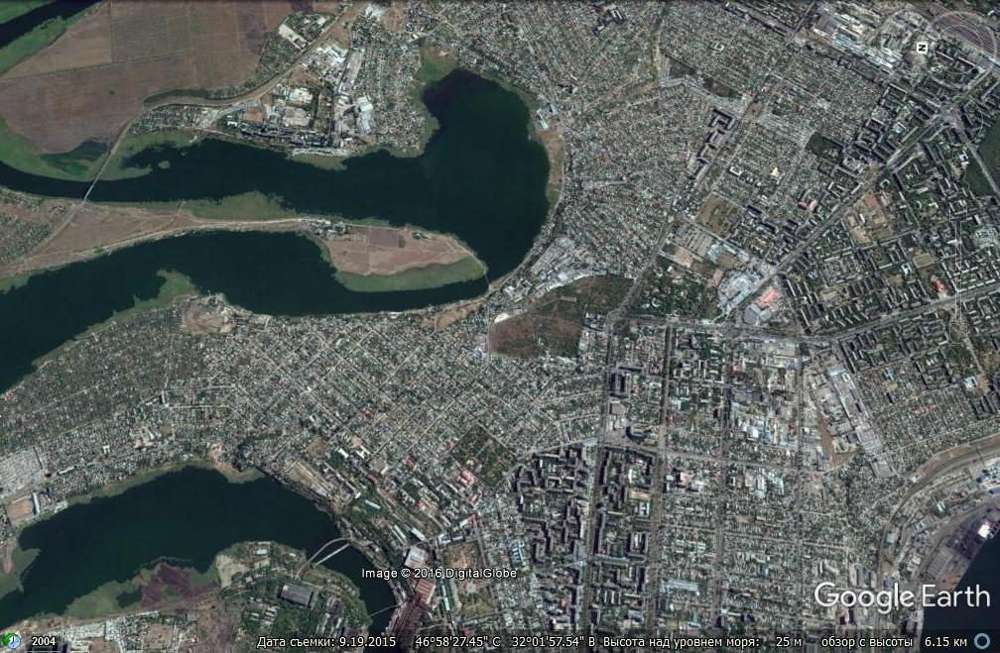 Image © 2016 DigitalGlobe
Google Earth
2004 Дата съемки: 9.19.2015 46°58'27.45" С 32°01'57.54" В Высота над уровнем моря: 25 м обзор с высоты 6.15 км